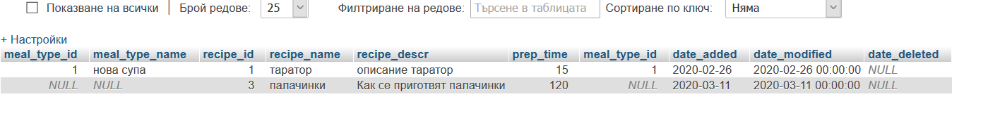 Показване на всички | Брой редове: 25 Филтриране на редове: Търсене в таблицата Сортиране по ключ: Няма
+ Настройки
meal_type_id meal_type_name recipe_id recipe_name recipe_descr prep_time meal_type_id date_added date_modified date_deleted
1 нова супа 1 таратор описание таратор 15 1 2020-02-26 2020-02-26 00:00:00 NULL
NULL NULL 3 палачинки Как се приготвят палачинки 120 NULL 2020-03-11 2020-03-11 00:00:00 NULL